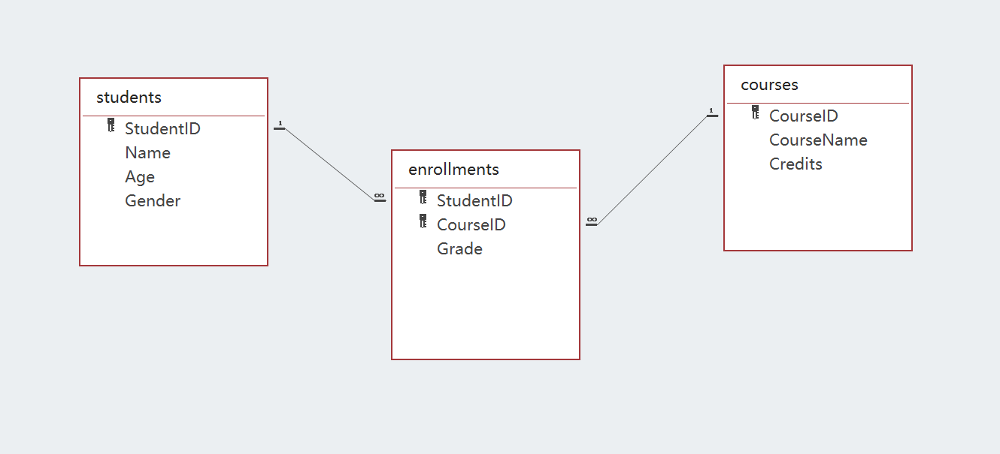 students
StudentID
Name
Age
Gender
1
∞
enrollments
StudentID
CourseID
Grade
∞
1
courses
CourseID
CourseName
Credits